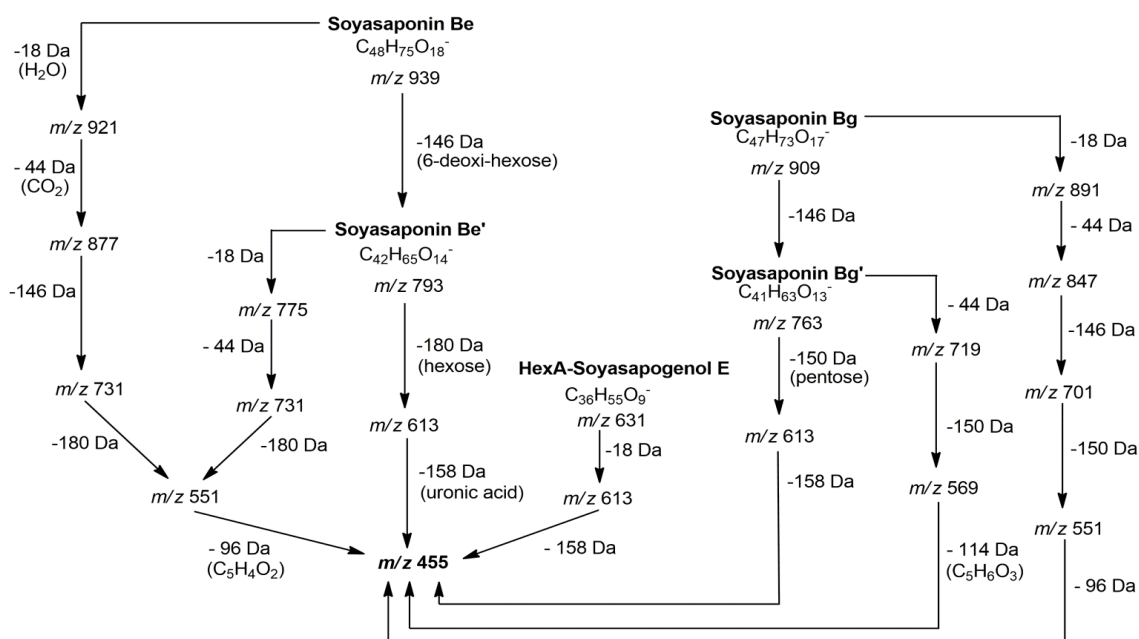 Soyasaponin Be
C48H75O18-
m/z 939
-18 Da
(H2O)
m/z 921
- 44 Da
(CO2)
m/z 877
-146 Da
m/z 731
-180 Da
-146 Da
(6-deoxi-hexose)
Soyasaponin Be'
C42H65O14-
m/z 793
-18 Da
m/z 775
- 44 Da
m/z 731
-180 Da
m/z 551
- 96 Da
(C5H4O2)
-180 Da
(hexose)
m/z 613
-158 Da
(uronic acid)
m/z 455
HexA-Soyasapogenol E
C36H55O9-
m/z 631
-18 Da
m/z 613
- 158 Da
Soyasaponin Bg
C47H73O17-
m/z 909
-146 Da
Soyasaponin Bg'
C41H63O13-
m/z 763
-150 Da
(pentose)
m/z 613
-158 Da
- 44 Da
m/z 719
-150 Da
m/z 569
- 114 Da
(C5H6O3)
-18 Da
m/z 891
- 44 Da
m/z 847
-146 Da
m/z 701
-150 Da
m/z 551
- 96 Da